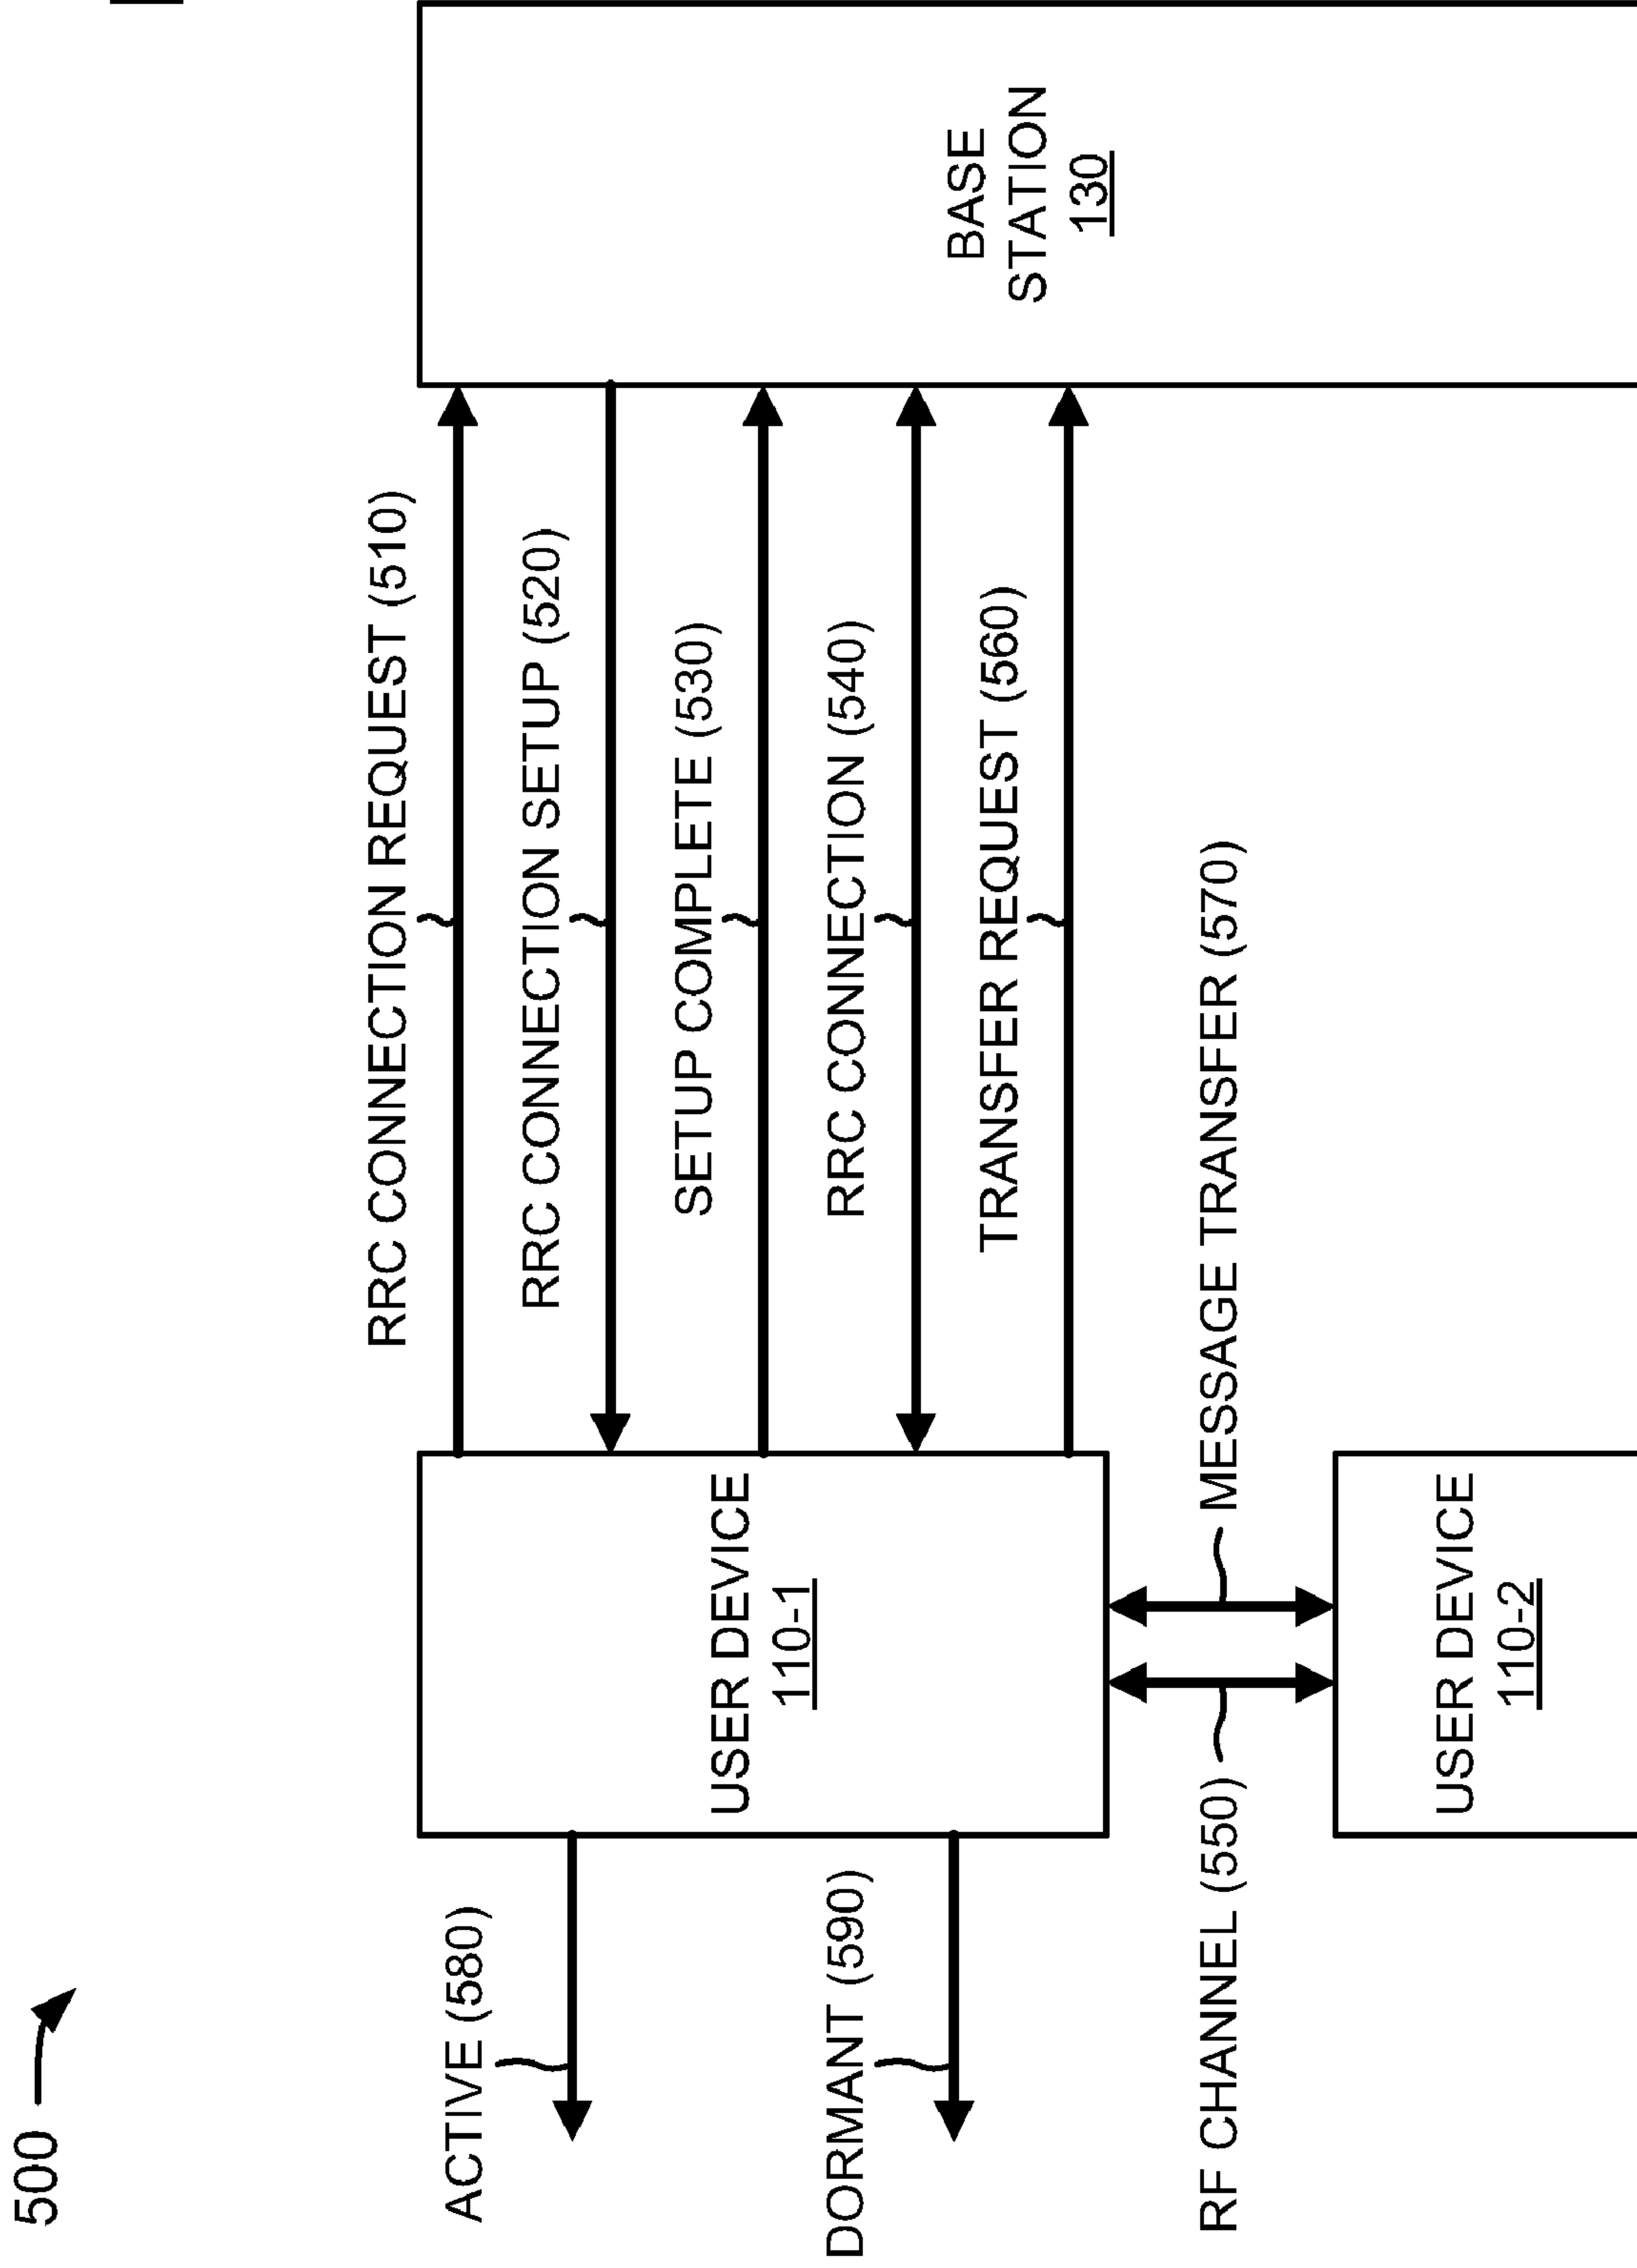 500
RRC CONNECTION REQUEST (510)
ACTIVE (580)
RRC CONNECTION SETUP (520)
USER DEVICE
110-1
SETUP COMPLETE (530)
BASE
STATION
130
DORMANT (590)
RRC CONNECTION (540)
TRANSFER REQUEST (560)
RF CHANNEL (550)
MESSAGE TRANSFER (570)
USER DEVICE
110-2